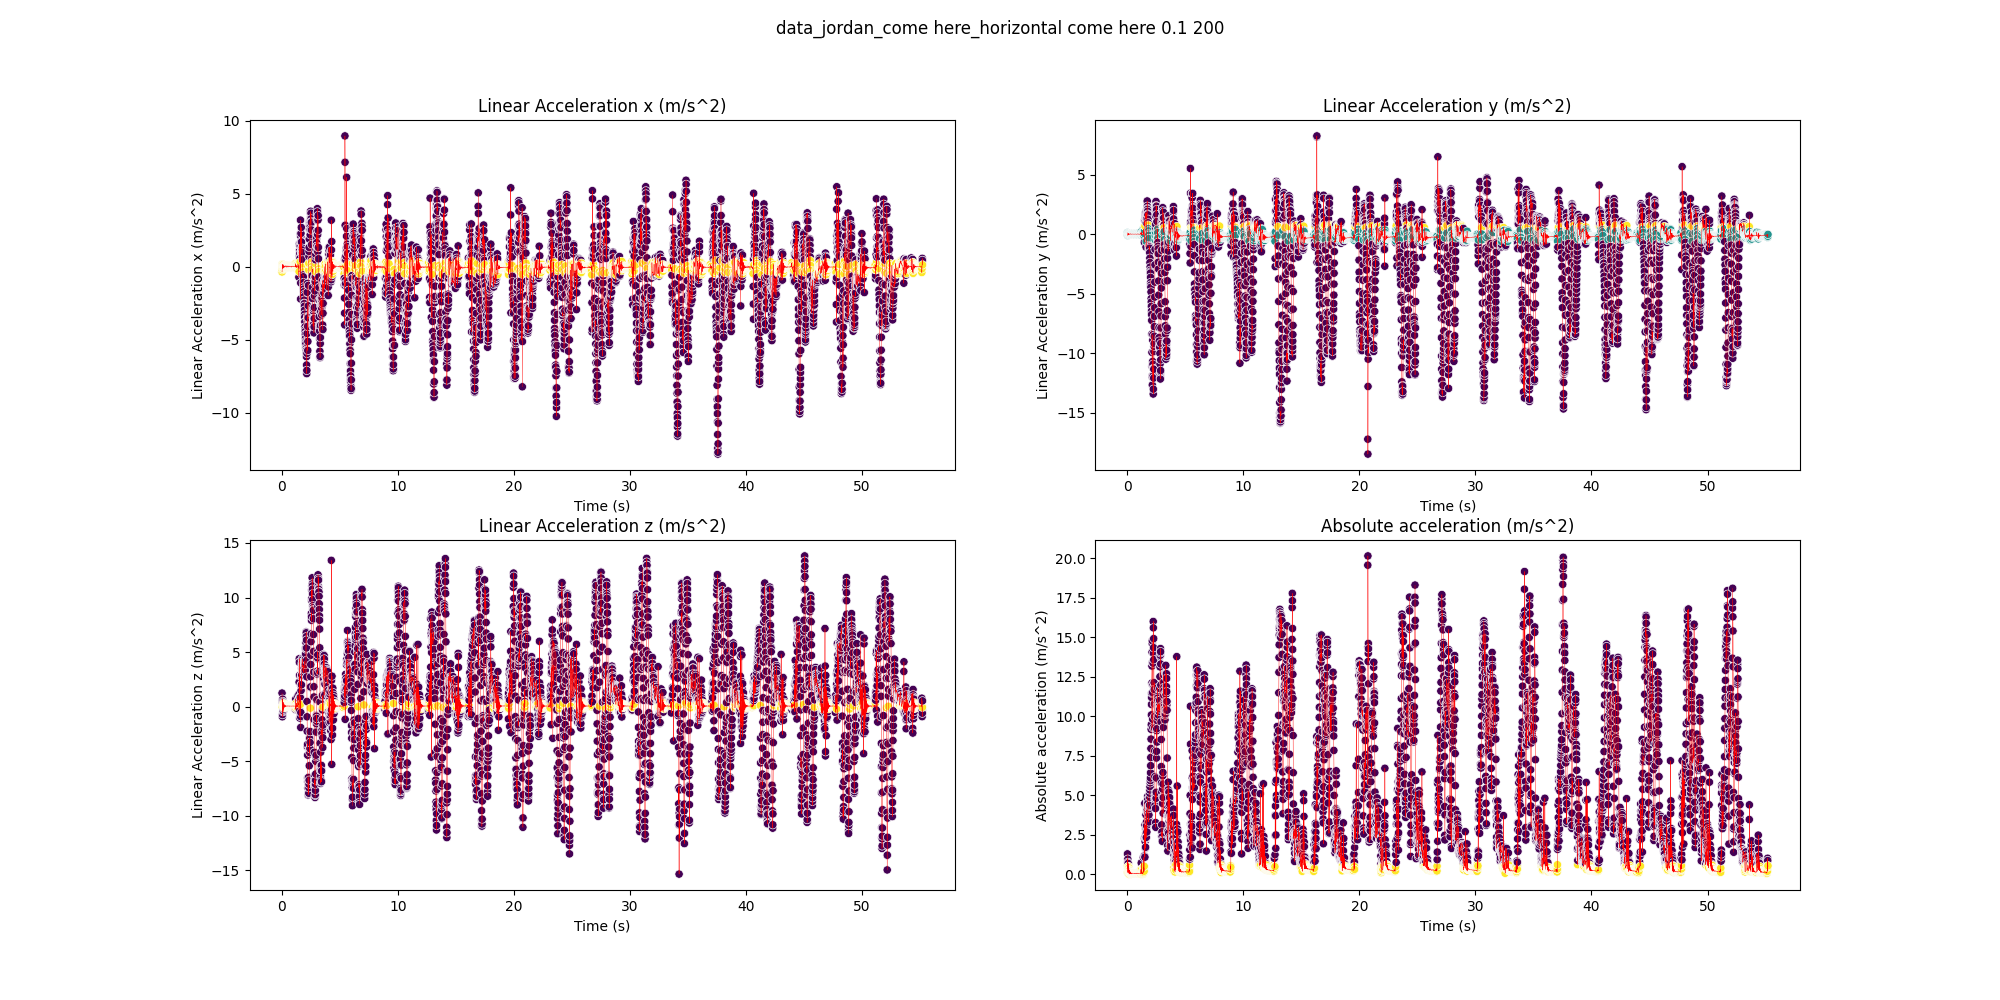 data_jordan_come here_horizontal come here 0.1 200
Linear Acceleration x (m/s^2)
Linear Acceleration x (m/s^2)
10
5
0
−5
−10
0 10 20 30 40 50
Time (s)
Linear Acceleration y (m/s^2)
Linear Acceleration y (m/s^2)
5
0
−5
−10
−15
0 10 20 30 40 50
Time (s)
Linear Acceleration z (m/s^2)
Linear Acceleration z (m/s^2)
15
10
5
0
−5
−10
−15
0 10 20 30 40 50
Time (s)
Absolute acceleration (m/s^2)
Absolute acceleration (m/s^2)
20.0
17.5
15.0
12.5
10.0
7.5
5.0
2.5
0.0
0 10 20 30 40 50
Time (s)